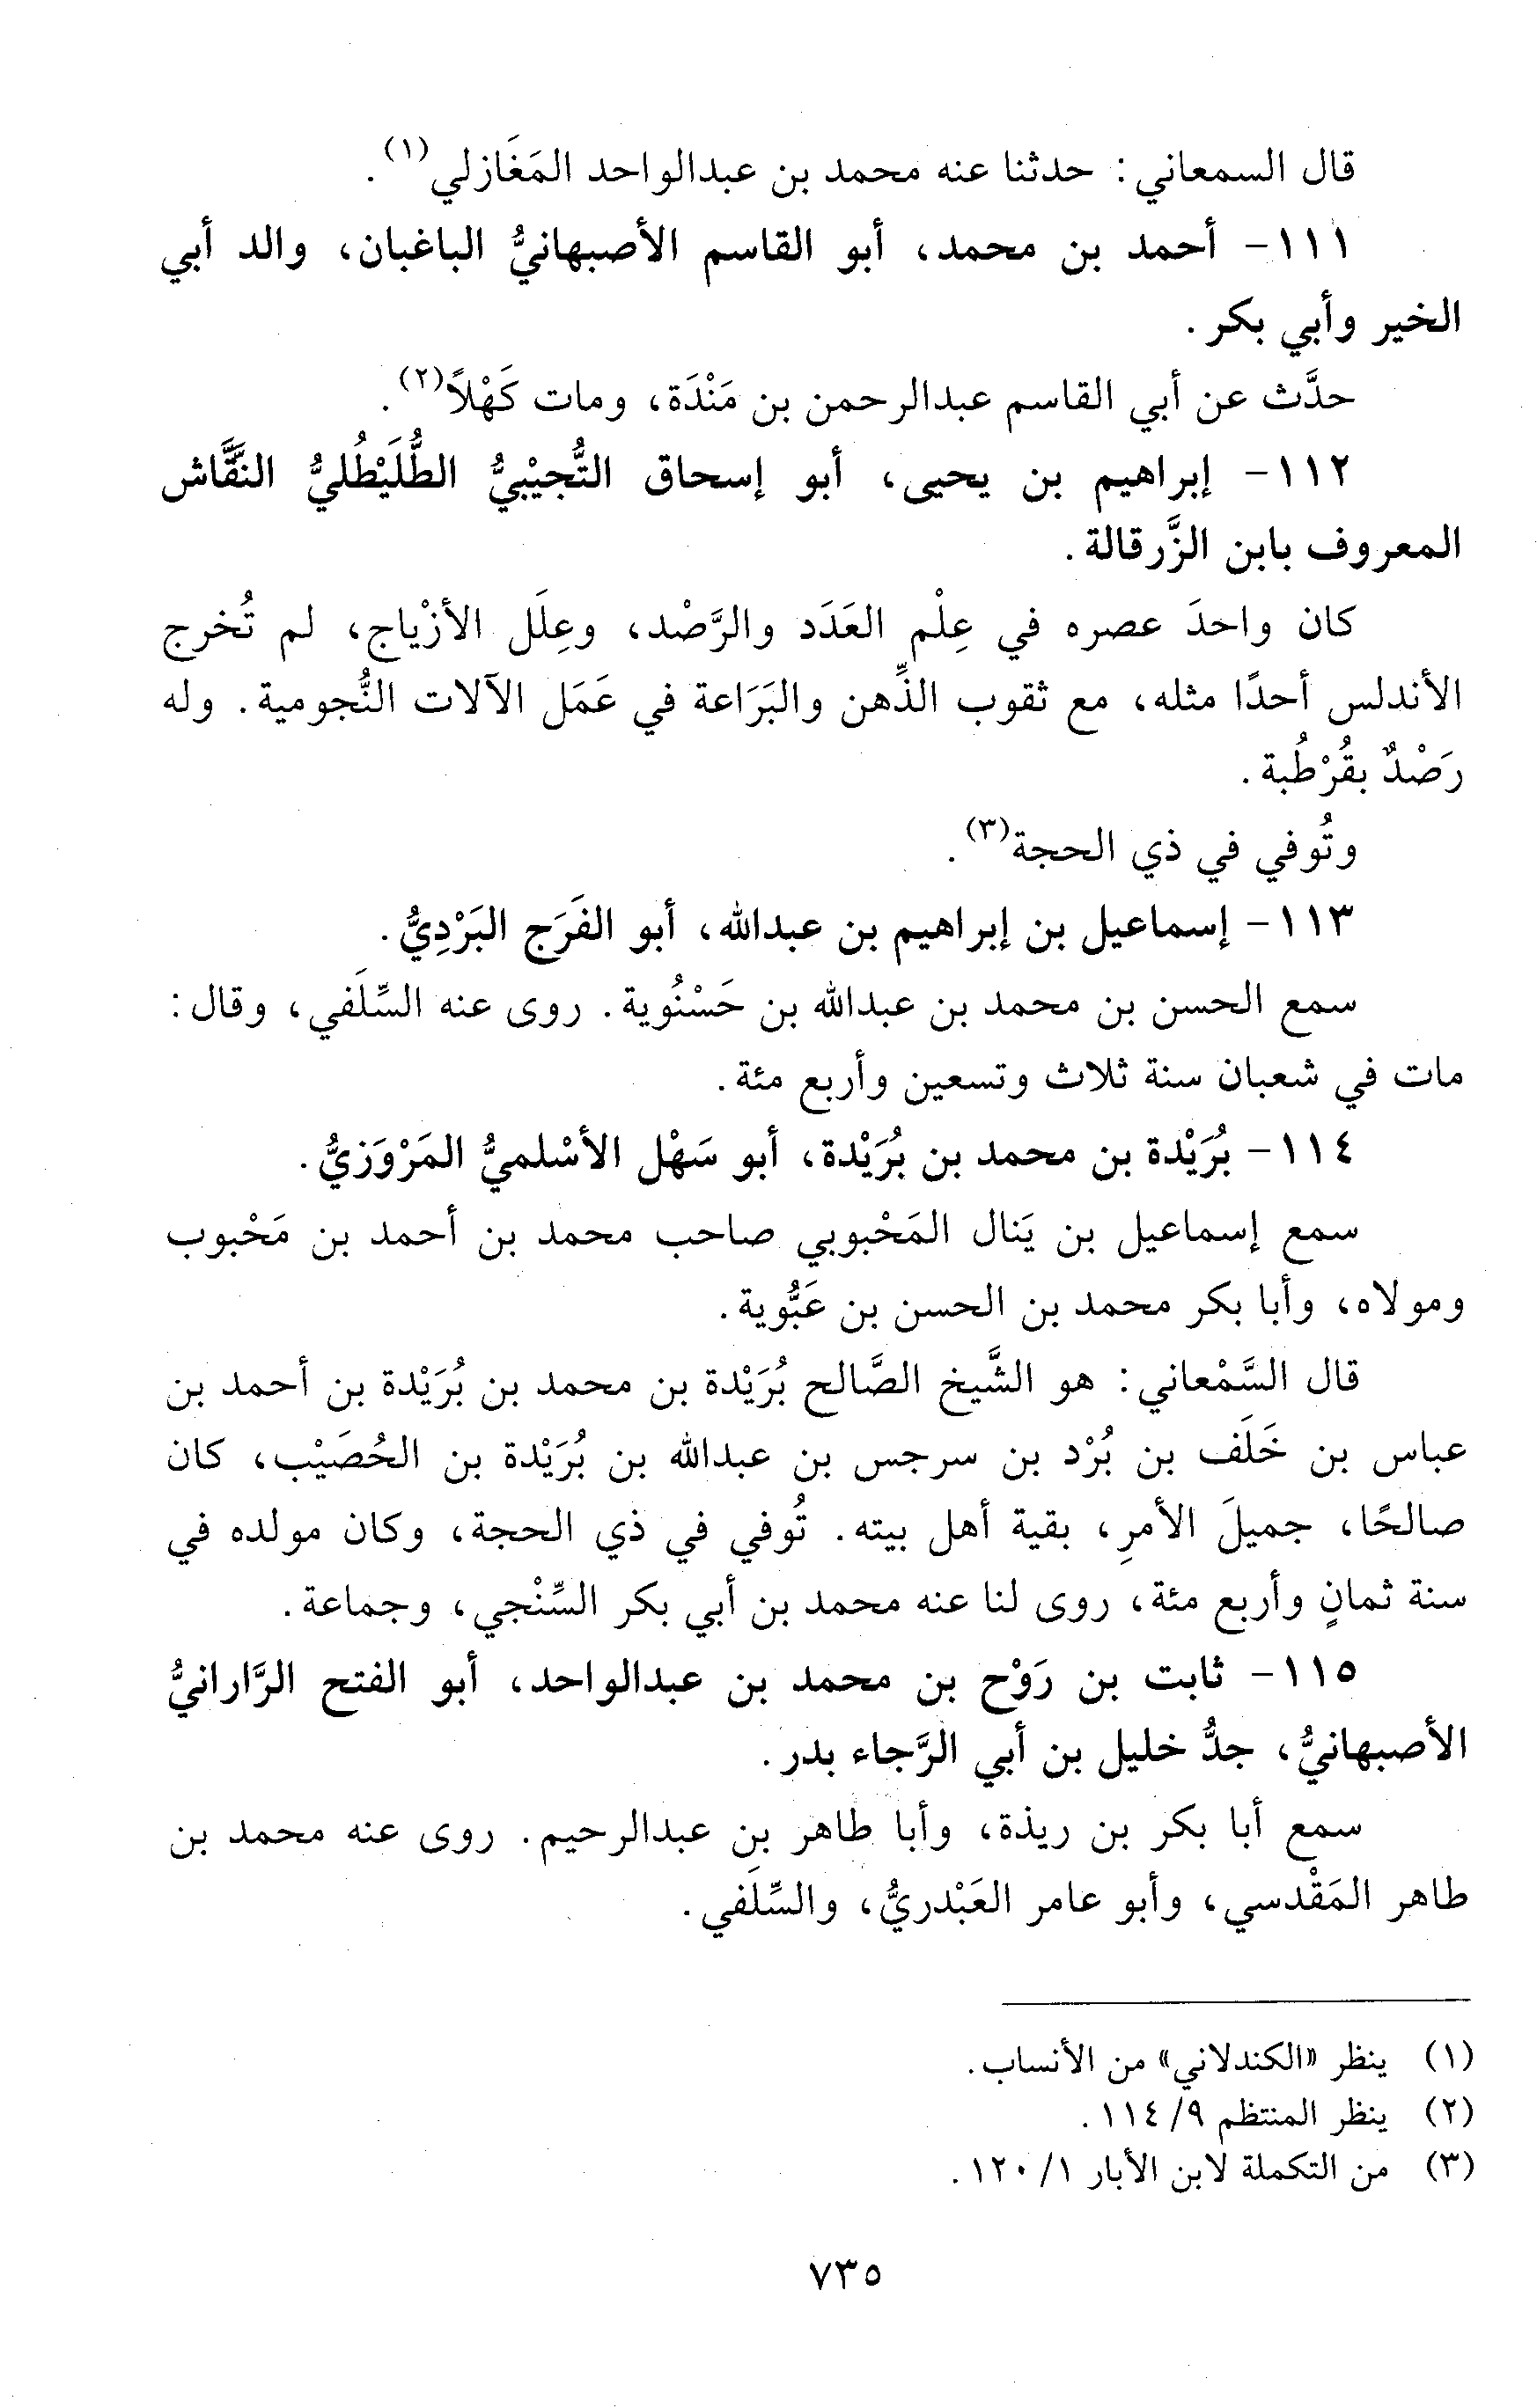 قال السمعاني: حدثنا عنه محمد بن عبدالواحد المَغَازلي(١).
١١١- أحمد بن محمد، أبو القاسم الأصبهانيُّ الباغبان، والد أبي
الخير وأبي بكر.
حدَّث عن أبي القاسم عبدالرحمن بن مَنْدَة، ومات كَهْلاً(٢).
١١٢- إبراهيم بن يحيى، أبو إسحاق التُّجيْبيُّ الطُّلَيْطُليُّ النَّقَّاش
المعروف بابن الزَّرقالة.
كان واحدَ عصره في عِلْم العَدَد والرَّصْد، وعِلَل الأزْياج، لم تُخرج
الأندلس أحدًا مثله، مع ثقوب الذِّهن والبَرَاعة في عَمَل الآلات النُّجومية. وله
رَصْدٌ بقُرْطُبة.
وتُوفي في ذي الحجة(٣).
١١٣- إسماعيل بن إبراهيم بن عبدالله، أبو الفَرَج البَرْدِيُّ.
سمع الحسن بن محمد بن عبدالله بن حَسْنُوية. روى عنه السِّلَفي، وقال:
مات في شعبان سنة ثلاث وتسعين وأربع مئة.
١١٤- بُرَيْدة بن محمد بن بُرَيْدة، أبو سَهْل الأسْلميُّ المَرْوَزيُّ.
سمع إسماعيل بن يَنال المَحْبوبي صاحب محمد بن أحمد بن مَحْبوب
ومولاه، وأبا بكر محمد بن الحسن بن عَبُّوية.
قال السَّمْعاني: هو الشَّيخ الصَّالح بُرَيْدة بن محمد بن بُرَيْدة بن أحمد بن
عباس بن خَلَف بن بُرْد بن سرجس بن عبدالله بن بُرَيْدة بن الحُصَيْب، كان
صالحًا، جميلَ الأمرِ، بقية أهل بيته. تُوفي في ذي الحجة، وكان مولده في
سنة ثمانٍ وأربع مئة، روى لنا عنه محمد بن أبي بكر السِّنْجي، وجماعة.
١١٥- ثابت بن رَوْح بن محمد بن عبدالواحد، أبو الفتح الرَّارانيُّ
الأصبهانيُّ، جدُّ خليل بن أبي الرَّجاء بدر.
سمع أبا بكر بن ريذة، وأبا طاهر بن عبدالرحيم. روى عنه محمد بن
طاهر المَقْدسي، وأبو عامر العَبْدريُّ، والسِّلَفي.
(١) ينظر «الكندلاني» من الأنساب.
(٢) ينظر المنتظم ٩/ ١١٤.
(٣) من التكملة لابن الأبار ١/ ١٢٠.
٧٣٥